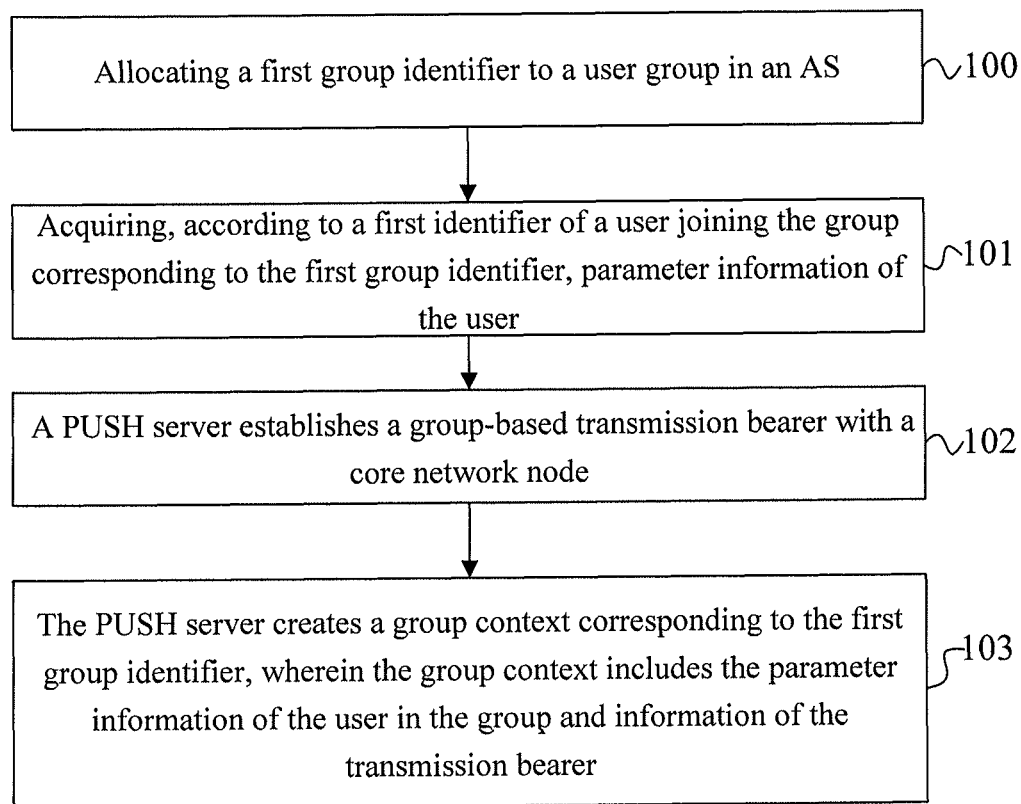 Allocating a first group identifier to a user group in an AS
100
Acquiring, according to a first identifier of a user joining the group
corresponding to the first group identifier, parameter information of
the user
101
A PUSH server establishes a group-based transmission bearer with a
core network node
102
The PUSH server creates a group context corresponding to the first
group identifier, wherein the group context includes the parameter
information of the user in the group and information of the
transmission bearer
103